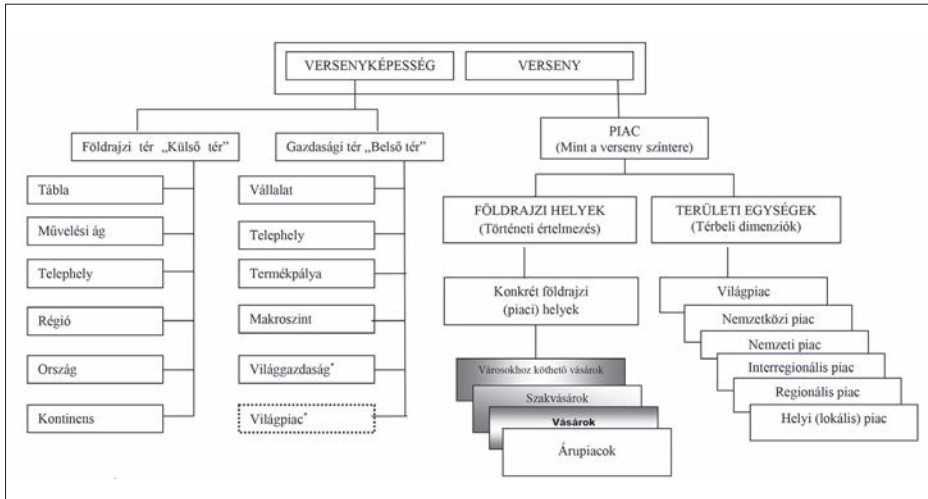 VERSENYKÉPESSÉG
VERSENY
Földrajzi tér „Külső tér”
Tábla
Művelési ág
Telephely
Régió
Ország
Kontinens
Gazdasági tér „Belső tér”
Vállalat
Telephely
Termékpálya
Makroszint
Világgazdaság*
Világpiac*
PIAC
(Mint a verseny színtere)
FÖLDRAJZI HELYEK
(Történeti értelmezés)
Konkrét földrajzi
(piaci) helyek
Városokhoz köthető vásárok
Szakvásárok
Vásárok
Árupiacok
TERÜLETI EGYSÉGEK
(Térbeli dimenziók)
Világpiac
Nemzetközi piac
Nemzeti piac
Interregionális piac
Regionális piac
Helyi (lokális) piac